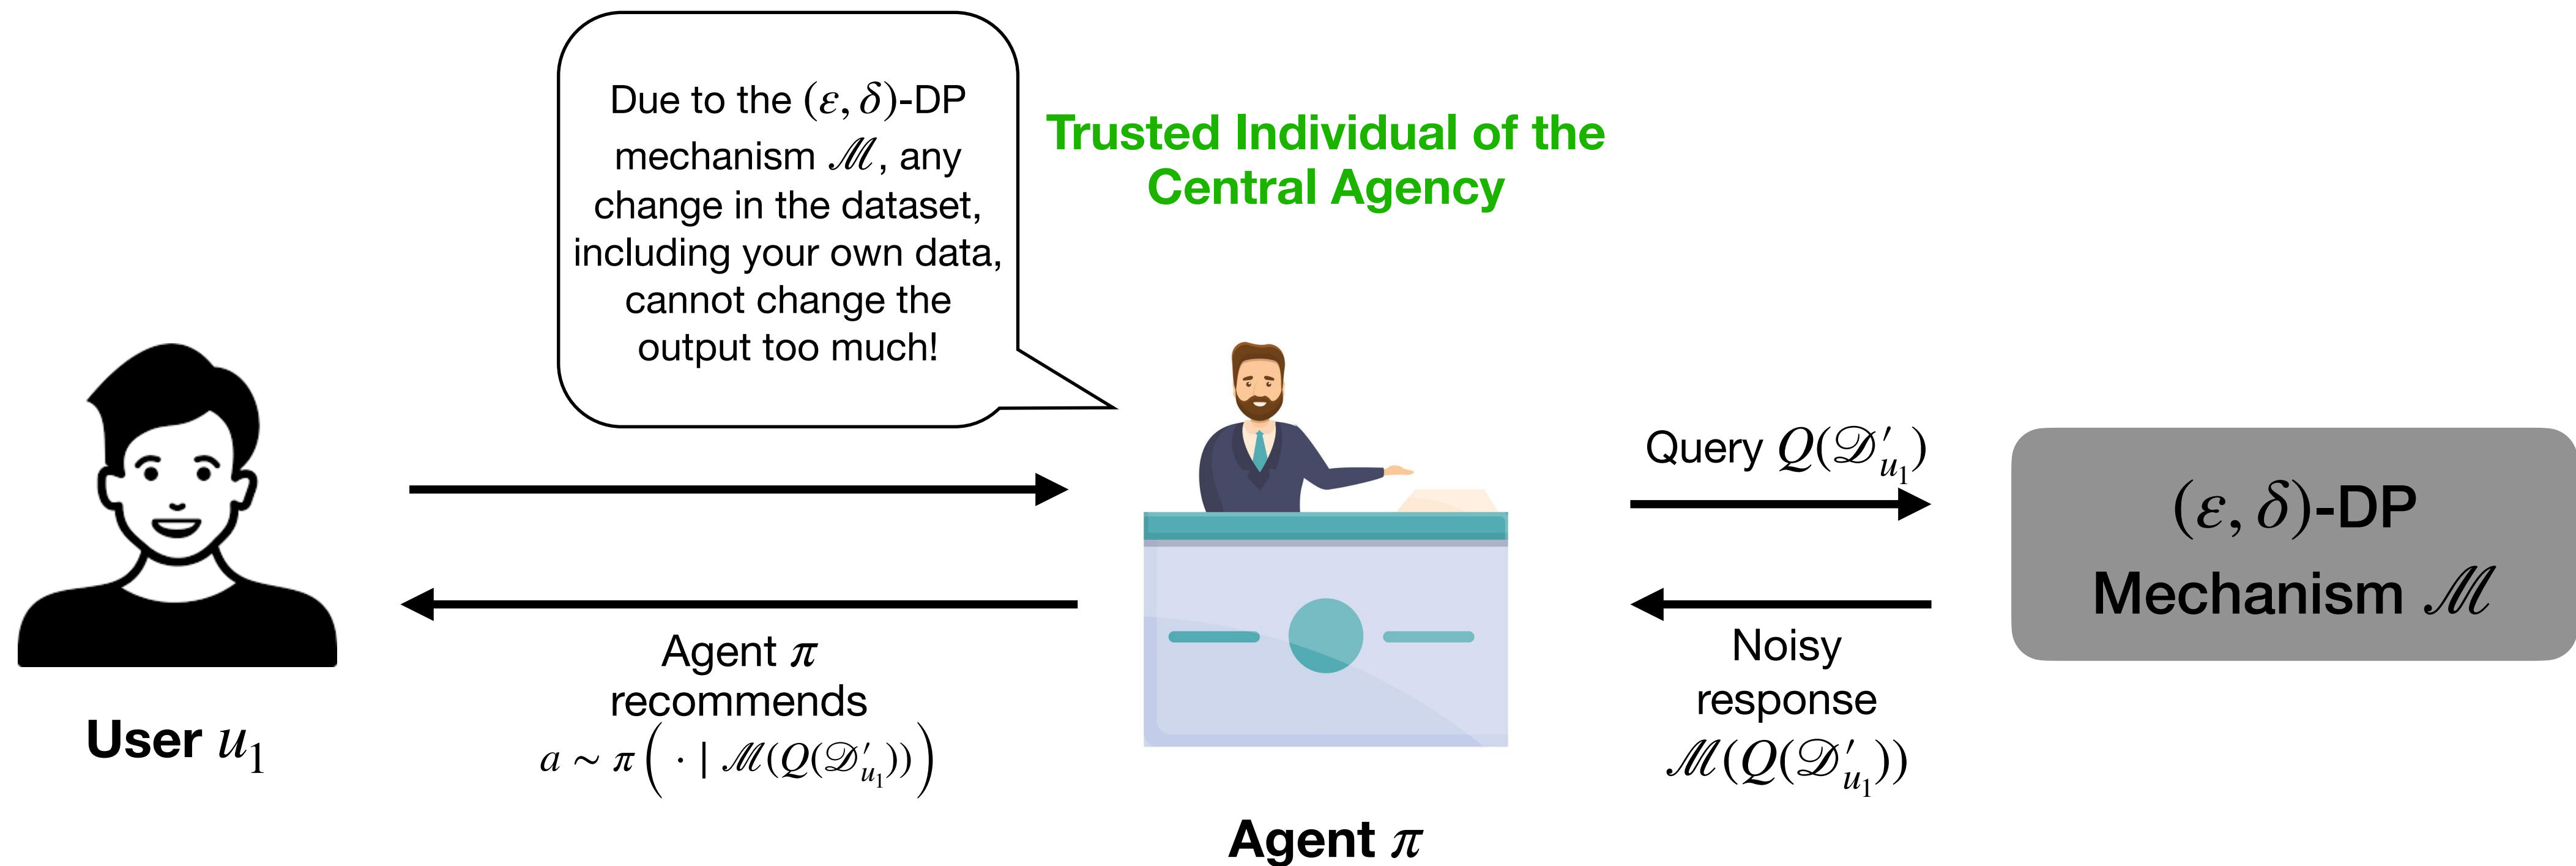 Due to the (ε, δ)-DP
mechanism ℳ, any
change in the dataset,
including your own data,
cannot change the
output too much!
Trusted Individual of the
Central Agency
User u₁
Agent π
recommends
a ∼ π( · | ℳ(Q(𝒟′ᵤ₁)))
Agent π
Query Q(𝒟′ᵤ₁)
Noisy
response
ℳ(Q(𝒟′ᵤ₁))
(ε, δ)-DP
Mechanism ℳ